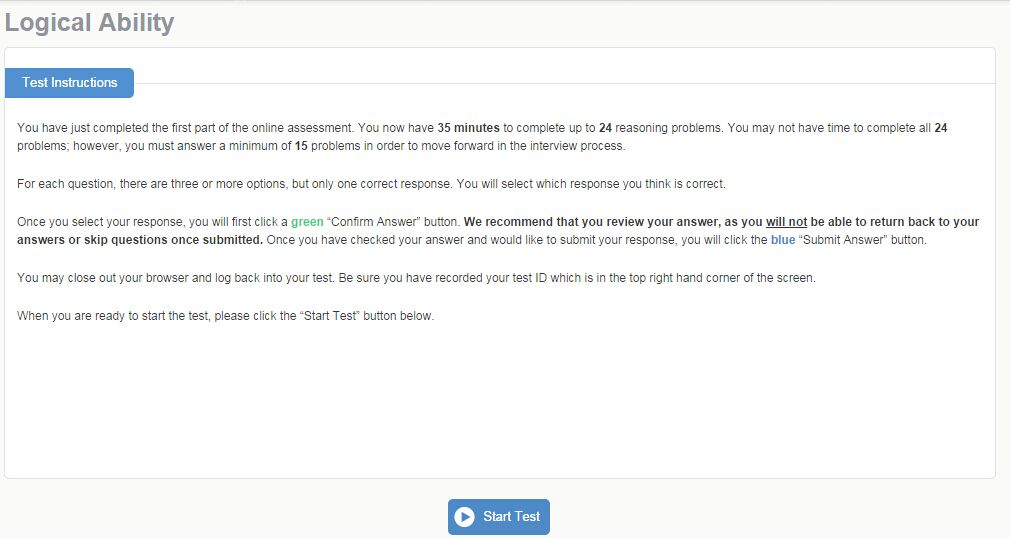 Logical Ability
Test Instructions
You have just completed the first part of the online assessment. You now have 35 minutes to complete up to 24 reasoning problems. You may not have time to complete all 24
problems; however, you must answer a minimum of 15 problems in order to move forward in the interview process.
For each question, there are three or more options, but only one correct response. You will select which response you think is correct.
Once you select your response, you will first click a green “Confirm Answer” button. We recommend that you review your answer, as you will not be able to return back to your
answers or skip questions once submitted. Once you have checked your answer and would like to submit your response, you will click the blue “Submit Answer” button.
You may close out your browser and log back into your test. Be sure you have recorded your test ID which is in the top right hand corner of the screen.
When you are ready to start the test, please click the “Start Test” button below.
Start Test